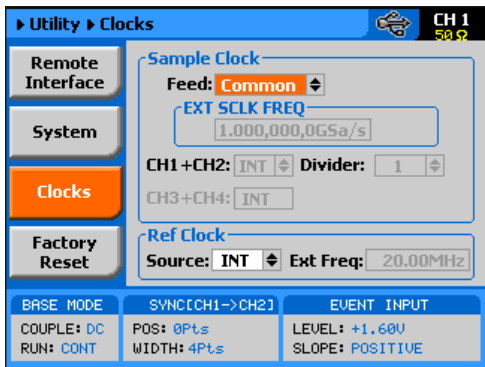 ▸ Utility ▸ Clocks
CH 1
50 Ω
Remote Interface
System
Clocks
Factory Reset
Sample Clock
Feed: Common
EXT SCLK FREQ
1.000,000,0GSa/s
CH1+CH2: INT Divider: 1
CH3+CH4: INT
Ref Clock
Source: INT Ext Freq: 20.00MHz
BASE MODE
COUPLE: DC
RUN: CONT
SYNC[CH1->CH2]
POS: 0Pts
WIDTH: 4Pts
EVENT INPUT
LEVEL: +1.60V
SLOPE: POSITIVE